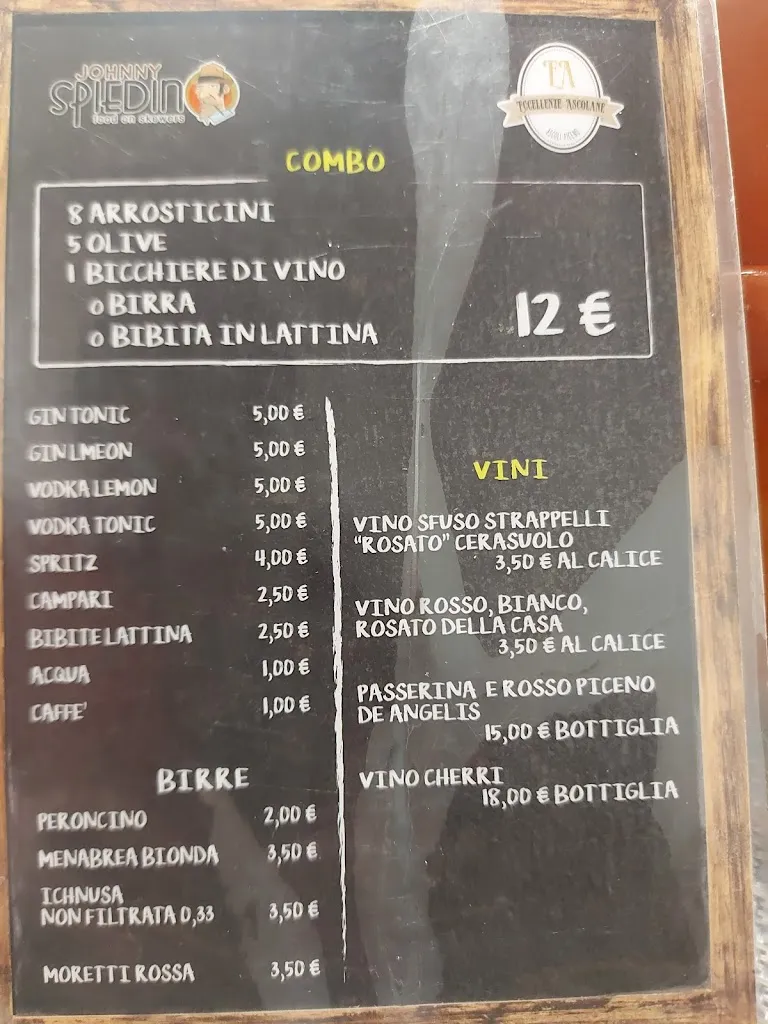 JOHNNY
SPIEDINO
food on skewers
EA
ECCELLENTE ASCOLANE
ASCOLI PICENO
COMBO
8 ARROSTICINI
5 OLIVE
1 BICCHIERE DI VINO
o BIRRA
o BIBITA IN LATTINA
12 €
GIN TONIC 5,00 €
GIN LMEON 5,00 €
VODKA LEMON 5,00 €
VODKA TONIC 5,00 €
SPRITZ 4,00 €
CAMPARI 2,50 €
BIBITE LATTINA 2,50 €
ACQUA 1,00 €
CAFFE' 1,00 €
BIRRE
PERONCINO 2,00 €
MENABREA BIONDA 3,50 €
ICHNUSA
NON FILTRATA 0,33 3,50 €
MORETTI ROSSA 3,50 €
VINI
VINO SFUSO STRAPPELLI
"ROSATO" CERASUOLO
3,50 € AL CALICE
VINO ROSSO, BIANCO,
ROSATO DELLA CASA
3,50 € AL CALICE
PASSERINA E ROSSO PICENO
DE ANGELIS
15,00 € BOTTIGLIA
VINO CHERRI
18,00 € BOTTIGLIA